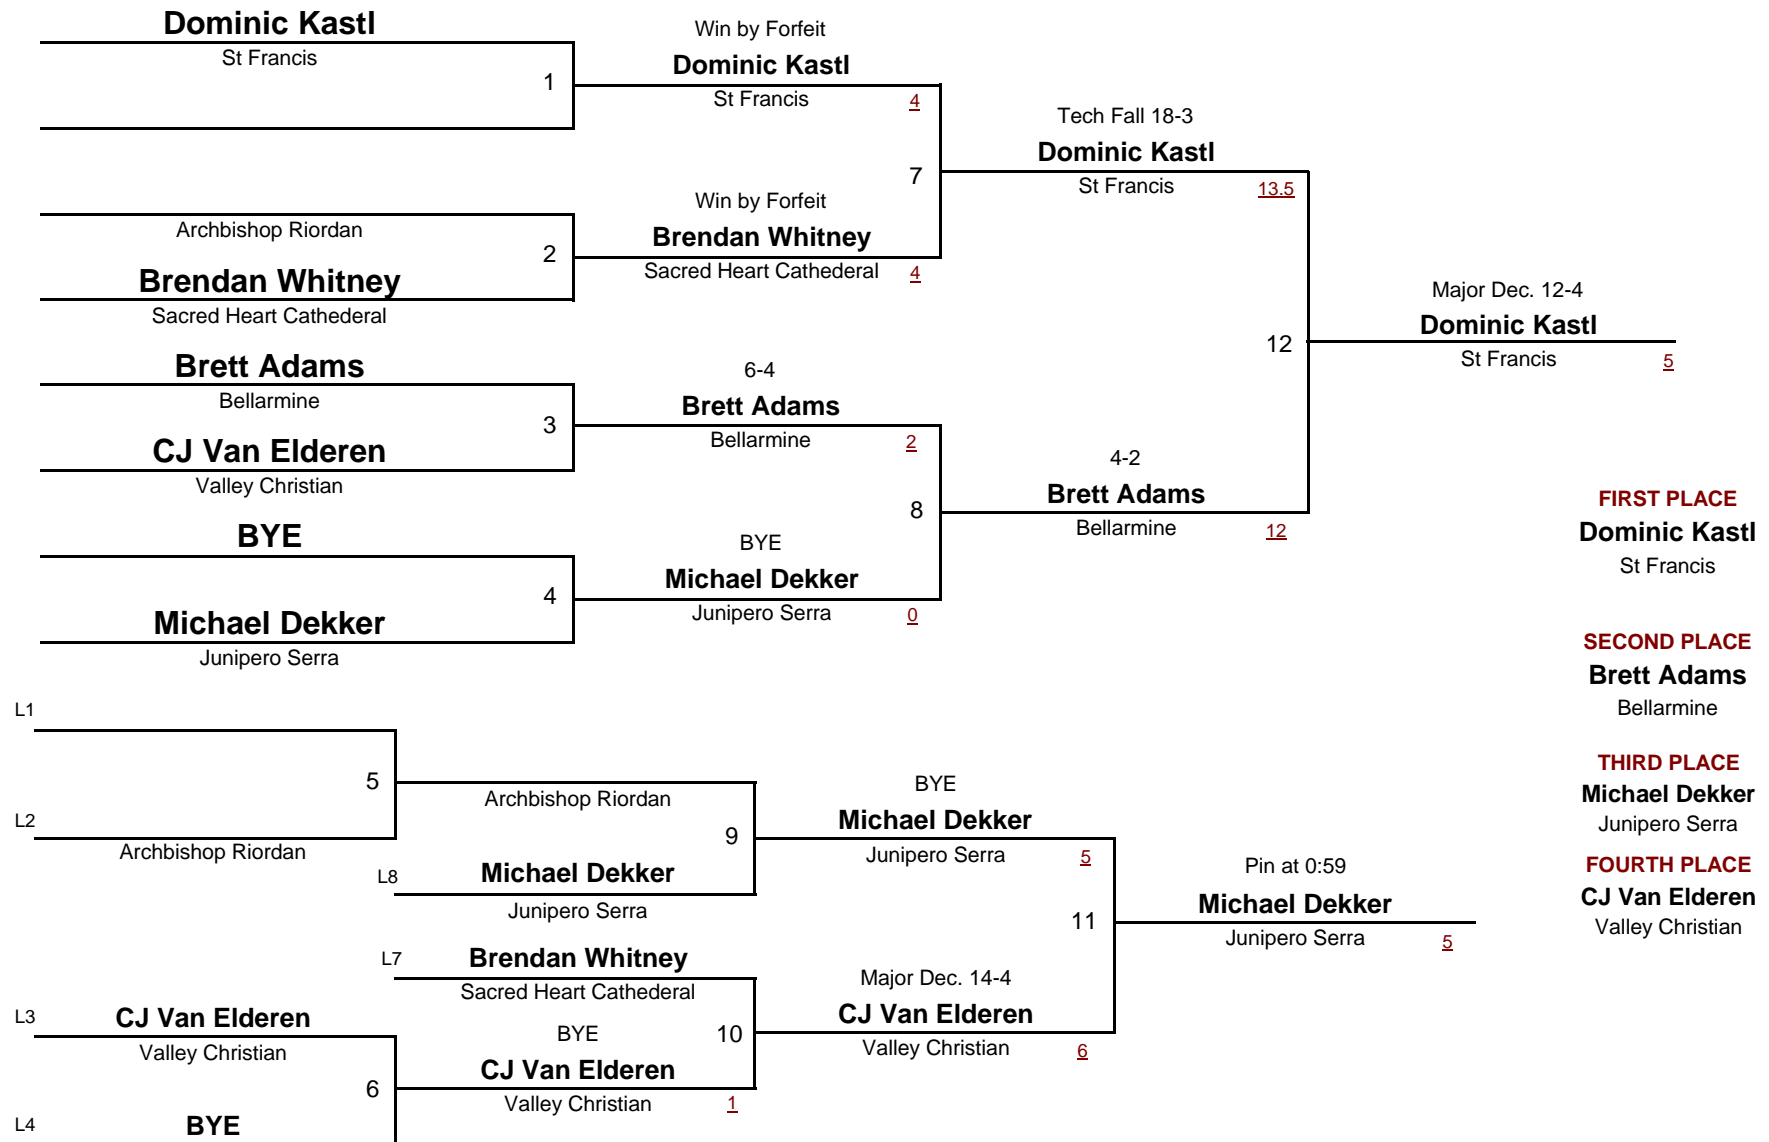 Dominic Kastl
St Francis
1
Win by Forfeit
Dominic Kastl
St Francis
4
Archbishop Riordan
Brendan Whitney
Sacred Heart Cathederal
2
Win by Forfeit
Brendan Whitney
Sacred Heart Cathederal
4
7
Tech Fall 18-3
Dominic Kastl
St Francis
13.5
Brett Adams
Bellarmine
CJ Van Elderen
Valley Christian
3
6-4
Brett Adams
Bellarmine
2
BYE
Michael Dekker
Junipero Serra
4
BYE
Michael Dekker
Junipero Serra
0
8
4-2
Brett Adams
Bellarmine
12
12
Major Dec. 12-4
Dominic Kastl
St Francis
5
FIRST PLACE
Dominic Kastl
St Francis
SECOND PLACE
Brett Adams
Bellarmine
THIRD PLACE
Michael Dekker
Junipero Serra
FOURTH PLACE
CJ Van Elderen
Valley Christian
L1
L2
Archbishop Riordan
5
Archbishop Riordan
L8
Michael Dekker
Junipero Serra
9
BYE
Michael Dekker
Junipero Serra
5
L7
Brendan Whitney
Sacred Heart Cathederal
L3
CJ Van Elderen
Valley Christian
L4
BYE
6
BYE
CJ Van Elderen
Valley Christian
1
10
Major Dec. 14-4
CJ Van Elderen
Valley Christian
6
11
Pin at 0:59
Michael Dekker
Junipero Serra
5